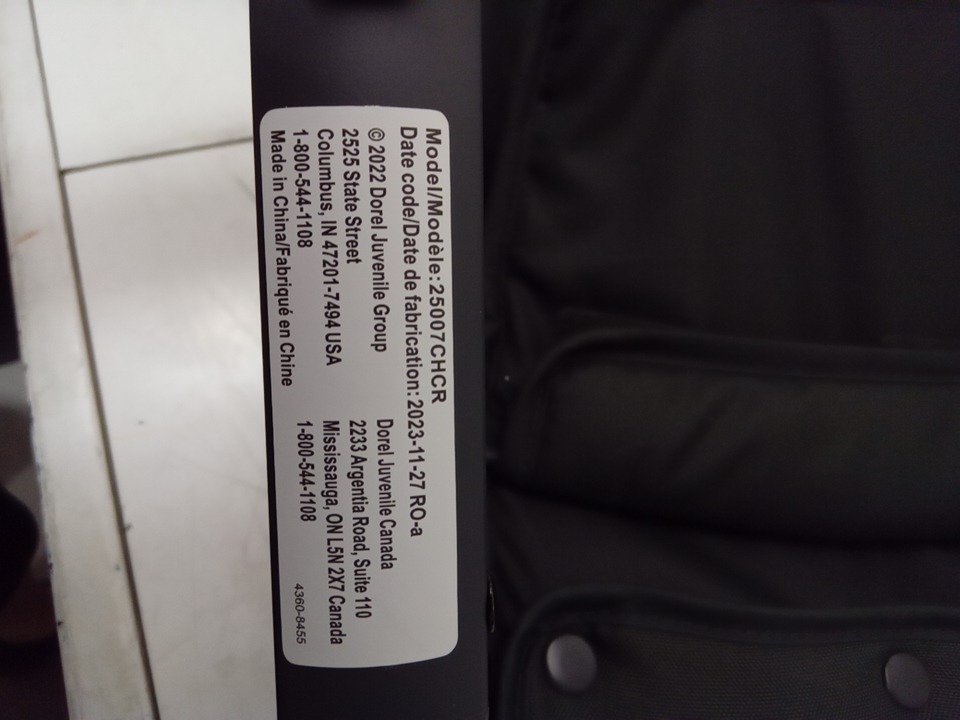 Model/Modèle: 25007CHCR
Date code/Date de fabrication: 2023-11-27 RO-a
© 2022 Dorel Juvenile Group
2525 State Street
Columbus, IN 47201-7494 USA
1-800-544-1108
Made in China/Fabriqué en Chine
Dorel Juvenile Canada
2233 Argentia Road, Suite 110
Mississauga, ON L5N 2X7 Canada
1-800-544-1108
4360-8455